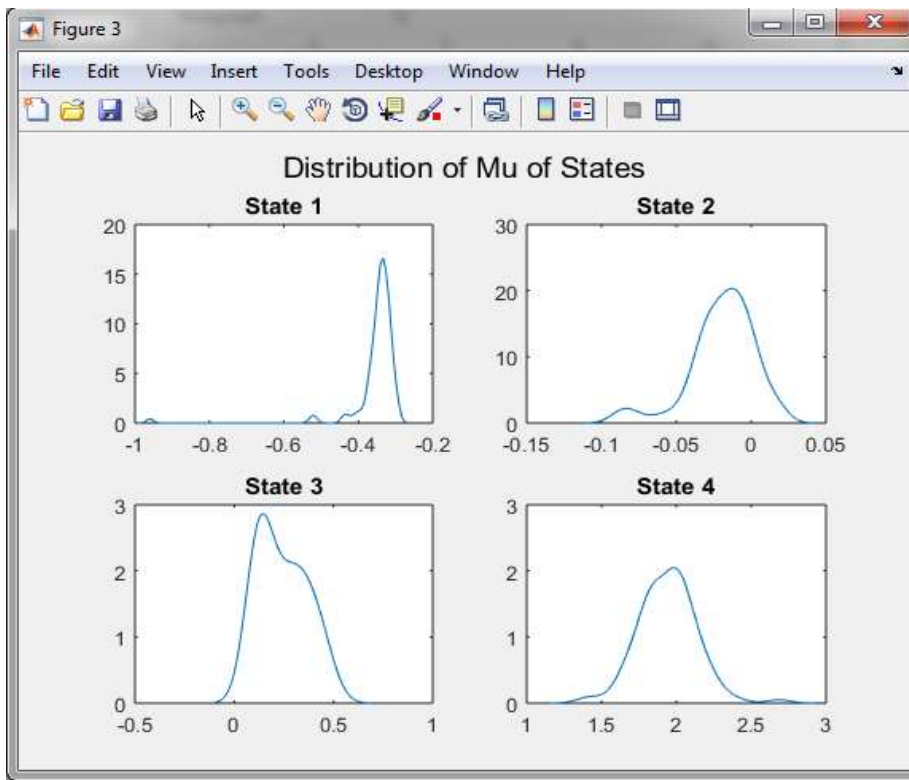 Figure 3
File Edit View Insert Tools Desktop Window Help
Distribution of Mu of States
State 1
20
15
10
5
0
-1 -0.8 -0.6 -0.4 -0.2
State 2
30
20
10
0
-0.15 -0.1 -0.05 0 0.05
State 3
3
2
1
0
-0.5 0 0.5 1
State 4
3
2
1
0
1 1.5 2 2.5 3